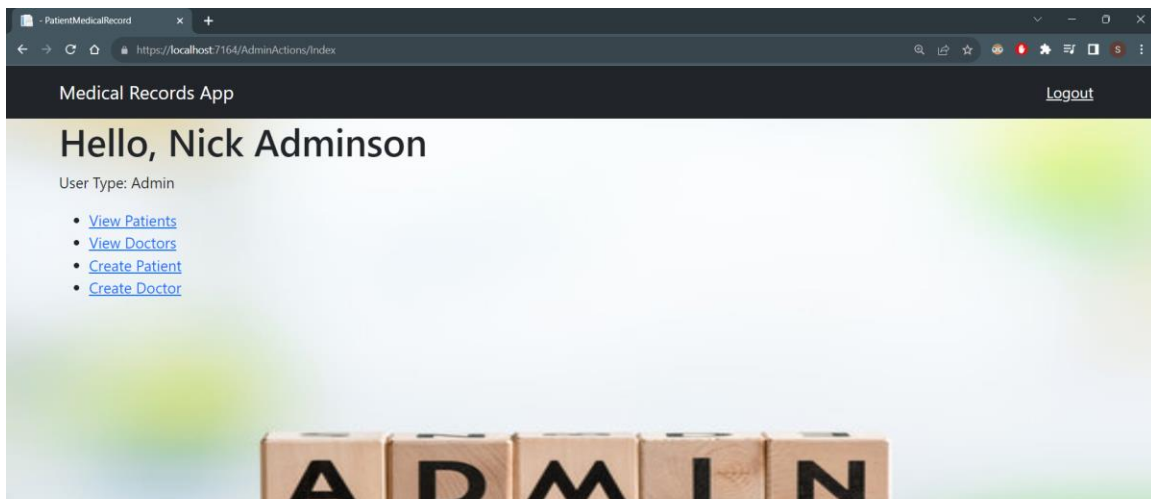 - PatientMedicalRecord
https://localhost:7164/AdminActions/Index
S
Medical Records App
Logout
Hello, Nick Adminson
User Type: Admin
View Patients
View Doctors
Create Patient
Create Doctor
ADMIN